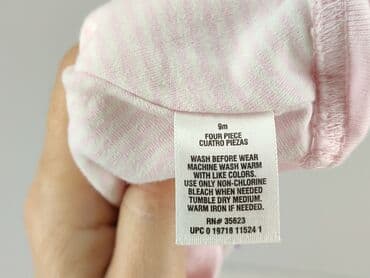 9m
FOUR PIECE
CUATRO PIEZAS
WASH BEFORE WEAR
MACHINE WASH WARM
WITH LIKE COLORS.
USE ONLY NON-CHLORINE
BLEACH WHEN NEEDED
TUMBLE DRY MEDIUM.
WARM IRON IF NEEDED.
RN# 35623
UPC 0 19718 11524 1